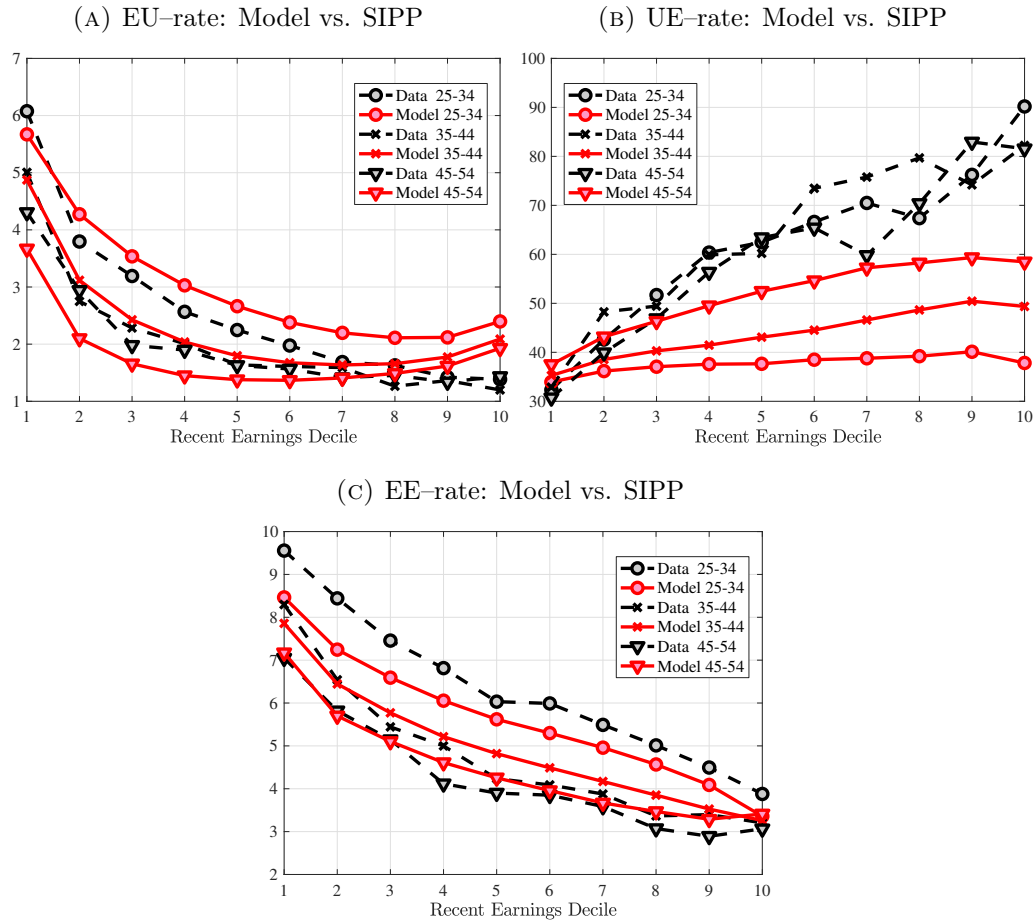 (A) EU–rate: Model vs. SIPP
7
6
5
4
3
2
1
1 2 3 4 5 6 7 8 9 10
Recent Earnings Decile
Data 25-34
Model 25-34
Data 35-44
Model 35-44
Data 45-54
Model 45-54
(B) UE–rate: Model vs. SIPP
100
90
80
70
60
50
40
30
1 2 3 4 5 6 7 8 9 10
Recent Earnings Decile
Data 25-34
Model 25-34
Data 35-44
Model 35-44
Data 45-54
Model 45-54
(C) EE–rate: Model vs. SIPP
10
9
8
7
6
5
4
3
2
1 2 3 4 5 6 7 8 9 10
Recent Earnings Decile
Data 25-34
Model 25-34
Data 35-44
Model 35-44
Data 45-54
Model 45-54